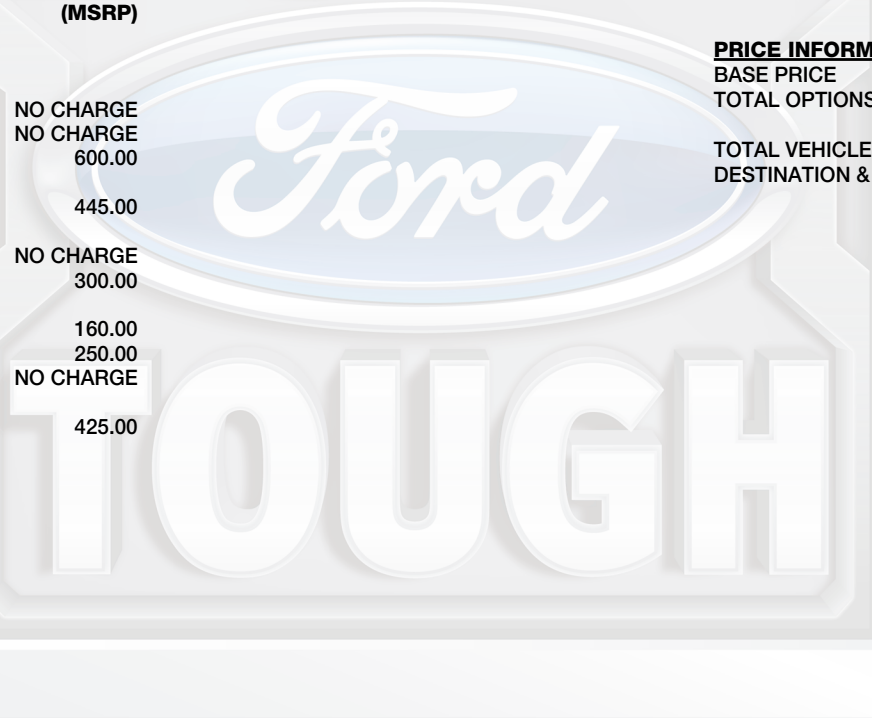 (MSRP)
NO CHARGE
NO CHARGE
600.00
445.00
NO CHARGE
300.00
160.00
250.00
NO CHARGE
425.00
PRICE INFORM
BASE PRICE
TOTAL OPTIONS
TOTAL VEHICLE
DESTINATION &
Ford
TOUGH